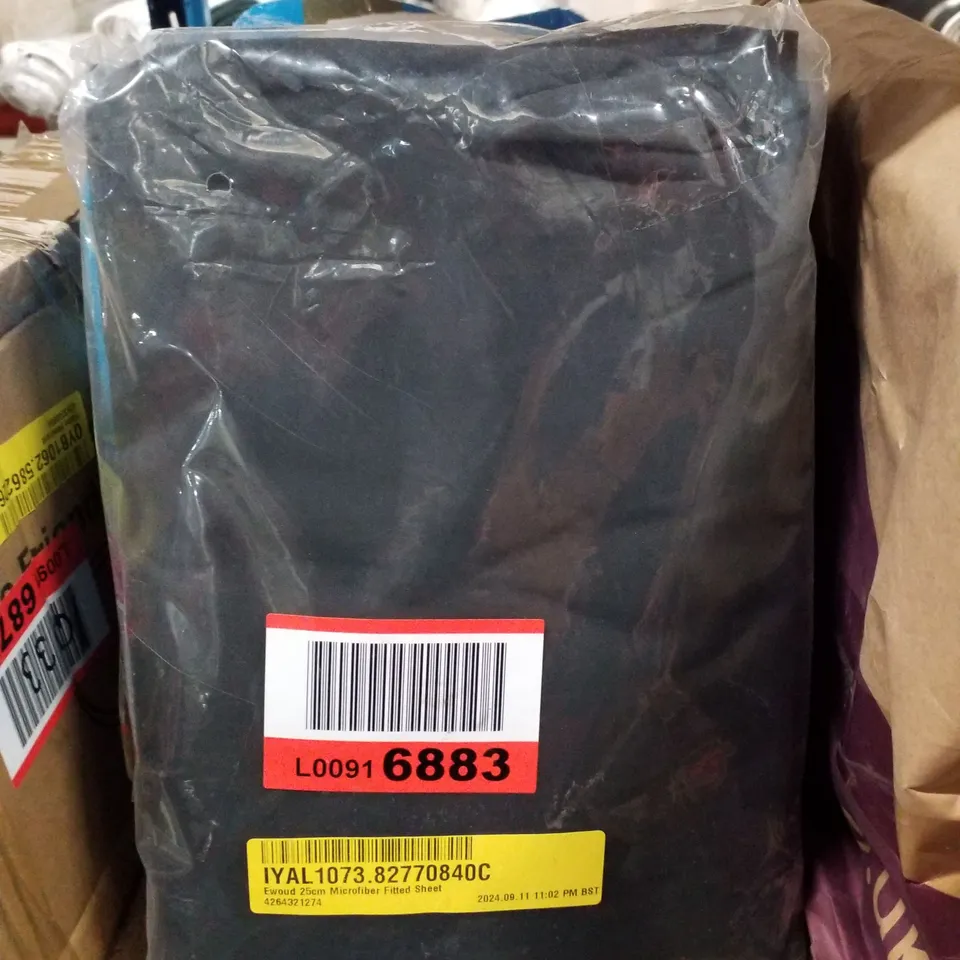 L0091 6883
IYAL1073.82770840C
Ewoud 25cm Microfiber Fitted Sheet
4264321274
2024.09.11 11:02 PM BST